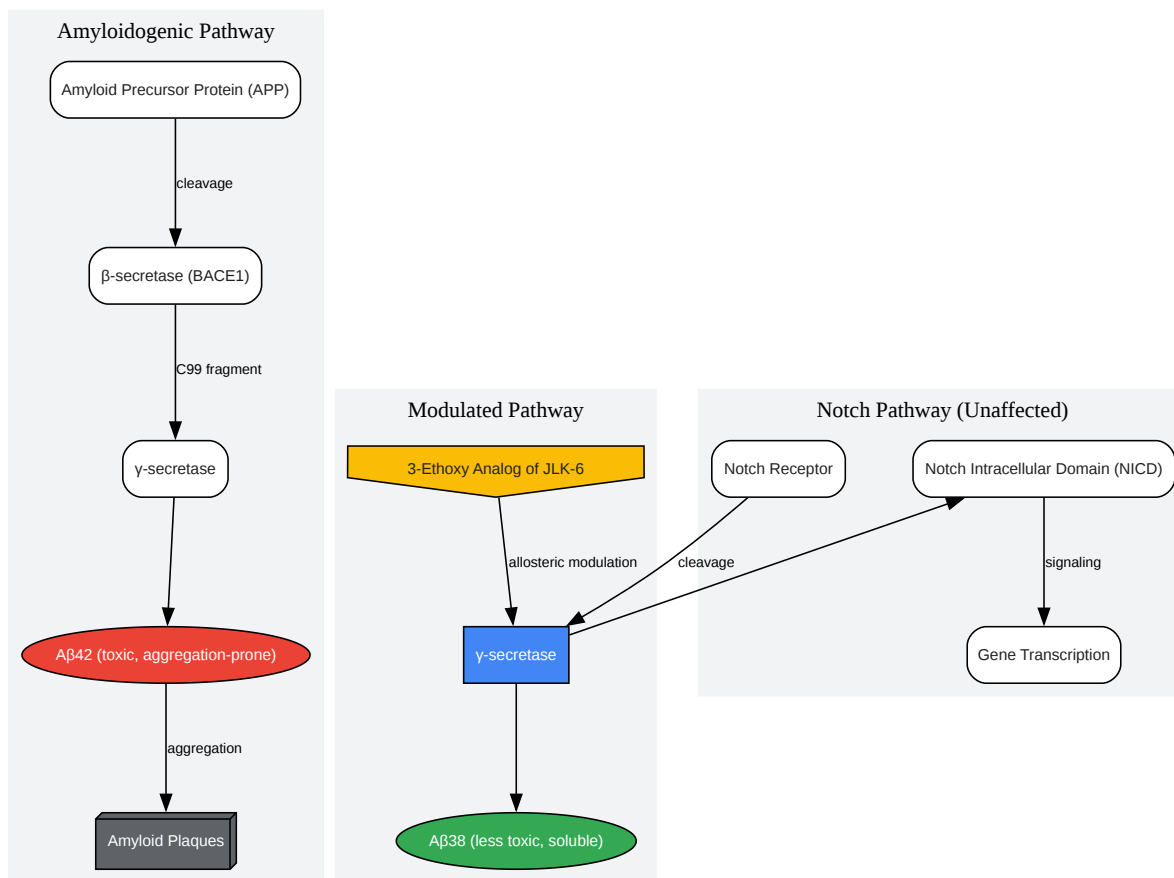 Amyloidogenic Pathway
Amyloid Precursor Protein (APP)
cleavage
β-secretase (BACE1)
C99 fragment
γ-secretase
Aβ42 (toxic, aggregation-prone)
aggregation
Amyloid Plaques
Modulated Pathway
3-Ethoxy Analog of JLK-6
allosteric modulation
γ-secretase
Aβ38 (less toxic, soluble)
Notch Pathway (Unaffected)
Notch Receptor
cleavage
Notch Intracellular Domain (NICD)
signaling
Gene Transcription